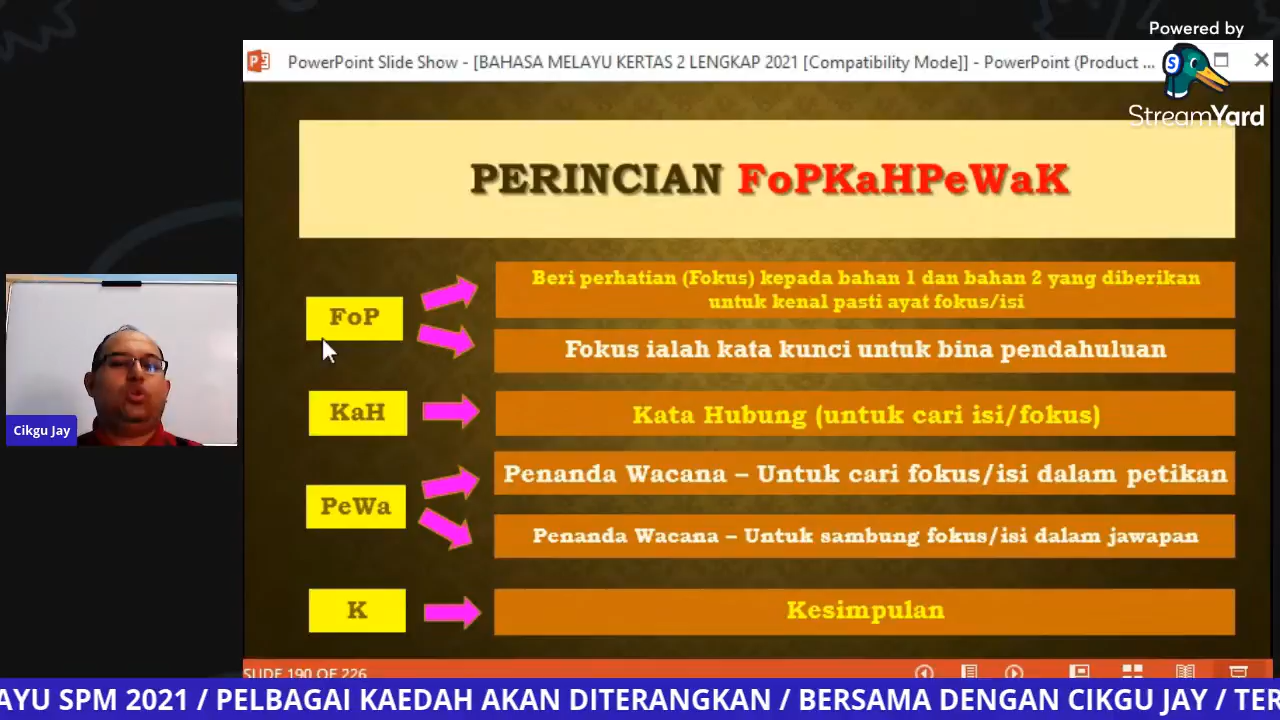 Powered by
PowerPoint Slide Show - [BAHASA MELAYU KERTAS 2 LENGKAP 2021 [Compatibility Mode]] - PowerPoint (Product ...
StreamYard
PERINCIAN FoPKaHPeWaK
FoP
Beri perhatian (Fokus) kepada bahan 1 dan bahan 2 yang diberikan
untuk kenal pasti ayat fokus/isi
Fokus ialah kata kunci untuk bina pendahuluan
KaH
Kata Hubung (untuk cari isi/fokus)
PeWa
Penanda Wacana – Untuk cari fokus/isi dalam petikan
Penanda Wacana – Untuk sambung fokus/isi dalam jawapan
K
Kesimpulan
Cikgu Jay
SLIDE 190 OF 226
AYU SPM 2021 / PELBAGAI KAEDAH AKAN DITERANGKAN / BERSAMA DENGAN CIKGU JAY / TER